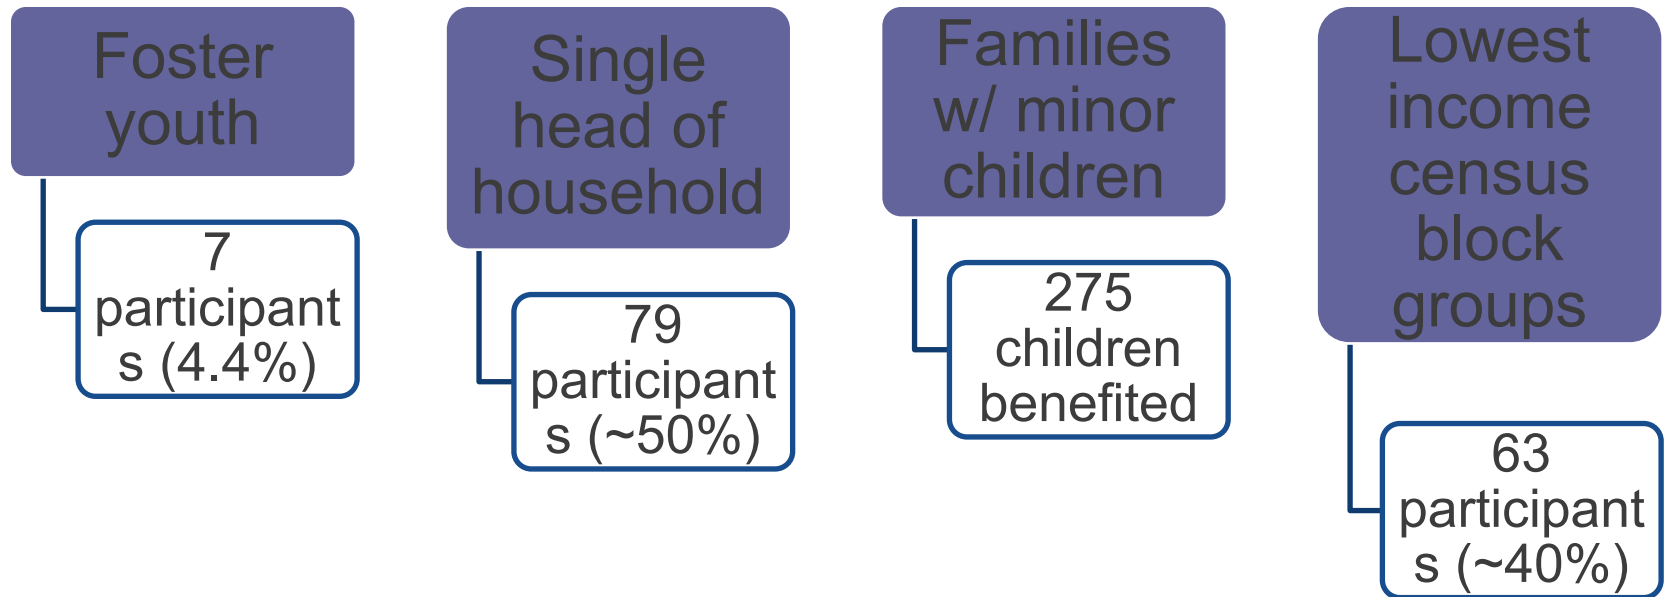 Foster
youth
7
participant
s (4.4%)
Single
head of
household
79
participant
s (~50%)
Families
w/ minor
children
275
children
benefited
Lowest
income
census
block
groups
63
participant
s (~40%)